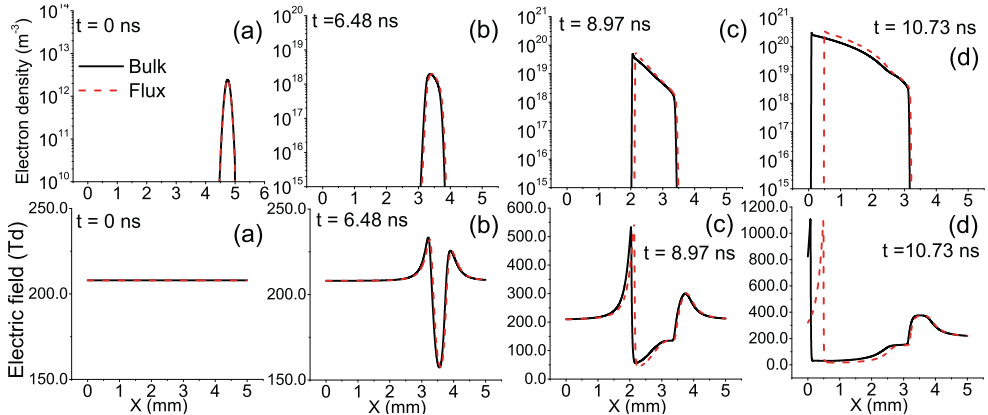 t = 0 ns
(a)
Bulk
Flux
Electron density (m⁻³)
10¹⁴
10¹³
10¹²
10¹¹
10¹⁰
0 1 2 3 4 5 6
t =6.48 ns
(b)
10²⁰
10¹⁹
10¹⁸
10¹⁷
10¹⁶
10¹⁵
0 1 2 3 4 5
t = 8.97 ns
(c)
10²¹
10²⁰
10¹⁹
10¹⁸
10¹⁷
10¹⁶
10¹⁵
0 1 2 3 4 5
t = 10.73 ns
(d)
10²¹
10²⁰
10¹⁹
10¹⁸
10¹⁷
10¹⁶
10¹⁵
0 1 2 3 4 5
t = 0 ns
(a)
Electric field (Td)
250.0
200.0
150.0
0 1 2 3 4 5
X (mm)
t = 6.48 ns
(b)
250.0
200.0
150.0
0 1 2 3 4 5
X (mm)
(c)
t = 8.97 ns
600.0
500.0
400.0
300.0
200.0
100.0
0.0
0 1 2 3 4 5
X (mm)
(d)
t =10.73 ns
1200.0
1000.0
800.0
600.0
400.0
200.0
0.0
0 1 2 3 4 5
X (mm)